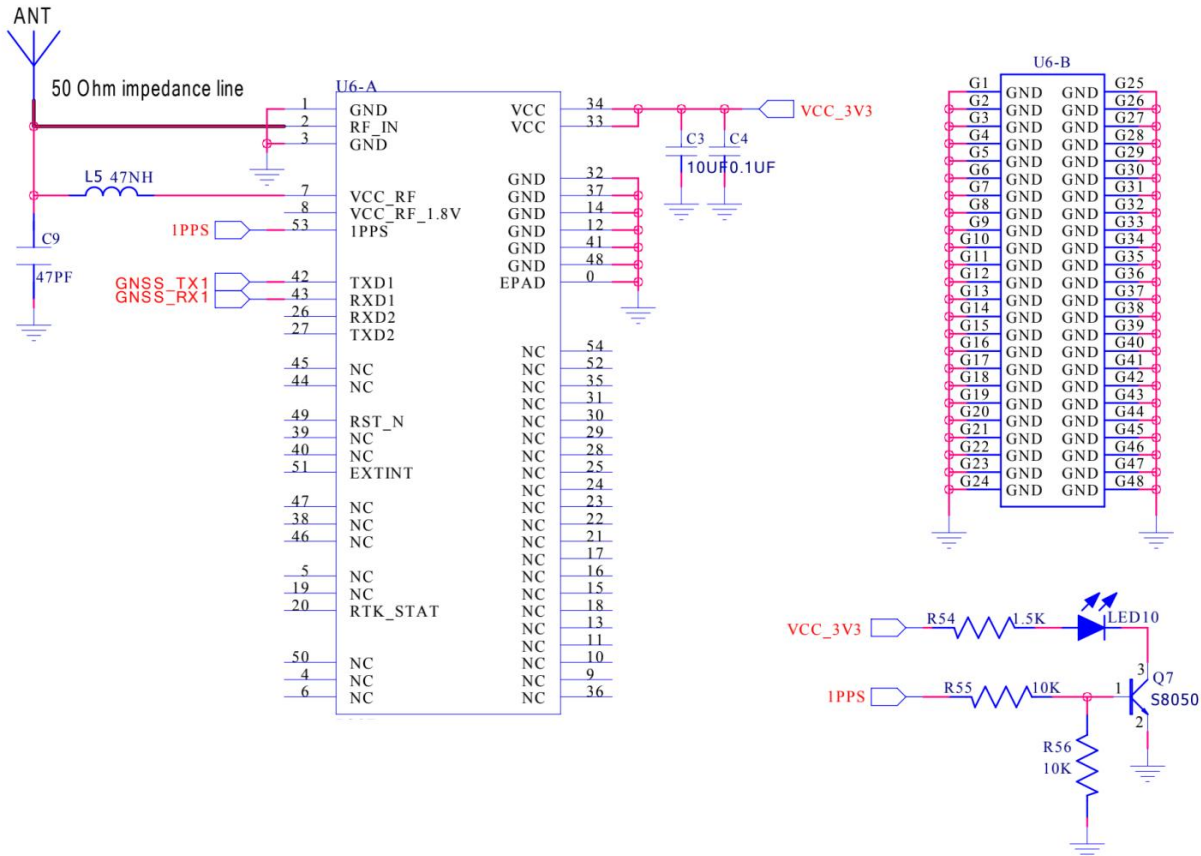 ANT
50 Ohm impedance line
U6-A
1 GND VCC 34
2 RF_IN VCC 33
3 GND
VCC_3V3
C3 C4
10UF 0.1UF
GND 32
L5 47NH
7 VCC_RF GND 37
8 VCC_RF_1.8V GND 14
1PPS 53 1PPS GND 12
GND 41
C9
47PF
GND 48
GNSS_TX1 42 TXD1 EPAD 0
GNSS_RX1 43 RXD1
26 RXD2
27 TXD2
NC 54
45 NC NC 52
44 NC NC 35
NC 31
49 RST_N NC 30
39 NC NC 29
40 NC NC 28
51 EXTINT NC 25
NC 24
47 NC NC 23
38 NC NC 22
46 NC NC 21
NC 17
5 NC NC 16
19 NC NC 15
20 RTK_STAT NC 18
NC 13
NC 11
50 NC NC 10
4 NC NC 9
6 NC NC 36
U6-B
G1 GND GND G25
G2 GND GND G26
G3 GND GND G27
G4 GND GND G28
G5 GND GND G29
G6 GND GND G30
G7 GND GND G31
G8 GND GND G32
G9 GND GND G33
G10 GND GND G34
G11 GND GND G35
G12 GND GND G36
G13 GND GND G37
G14 GND GND G38
G15 GND GND G39
G16 GND GND G40
G17 GND GND G41
G18 GND GND G42
G19 GND GND G43
G20 GND GND G44
G21 GND GND G45
G22 GND GND G46
G23 GND GND G47
G24 GND GND G48
VCC_3V3 R54 1.5K LED10
3 Q7
1PPS R55 10K 1 S8050
2
R56
10K